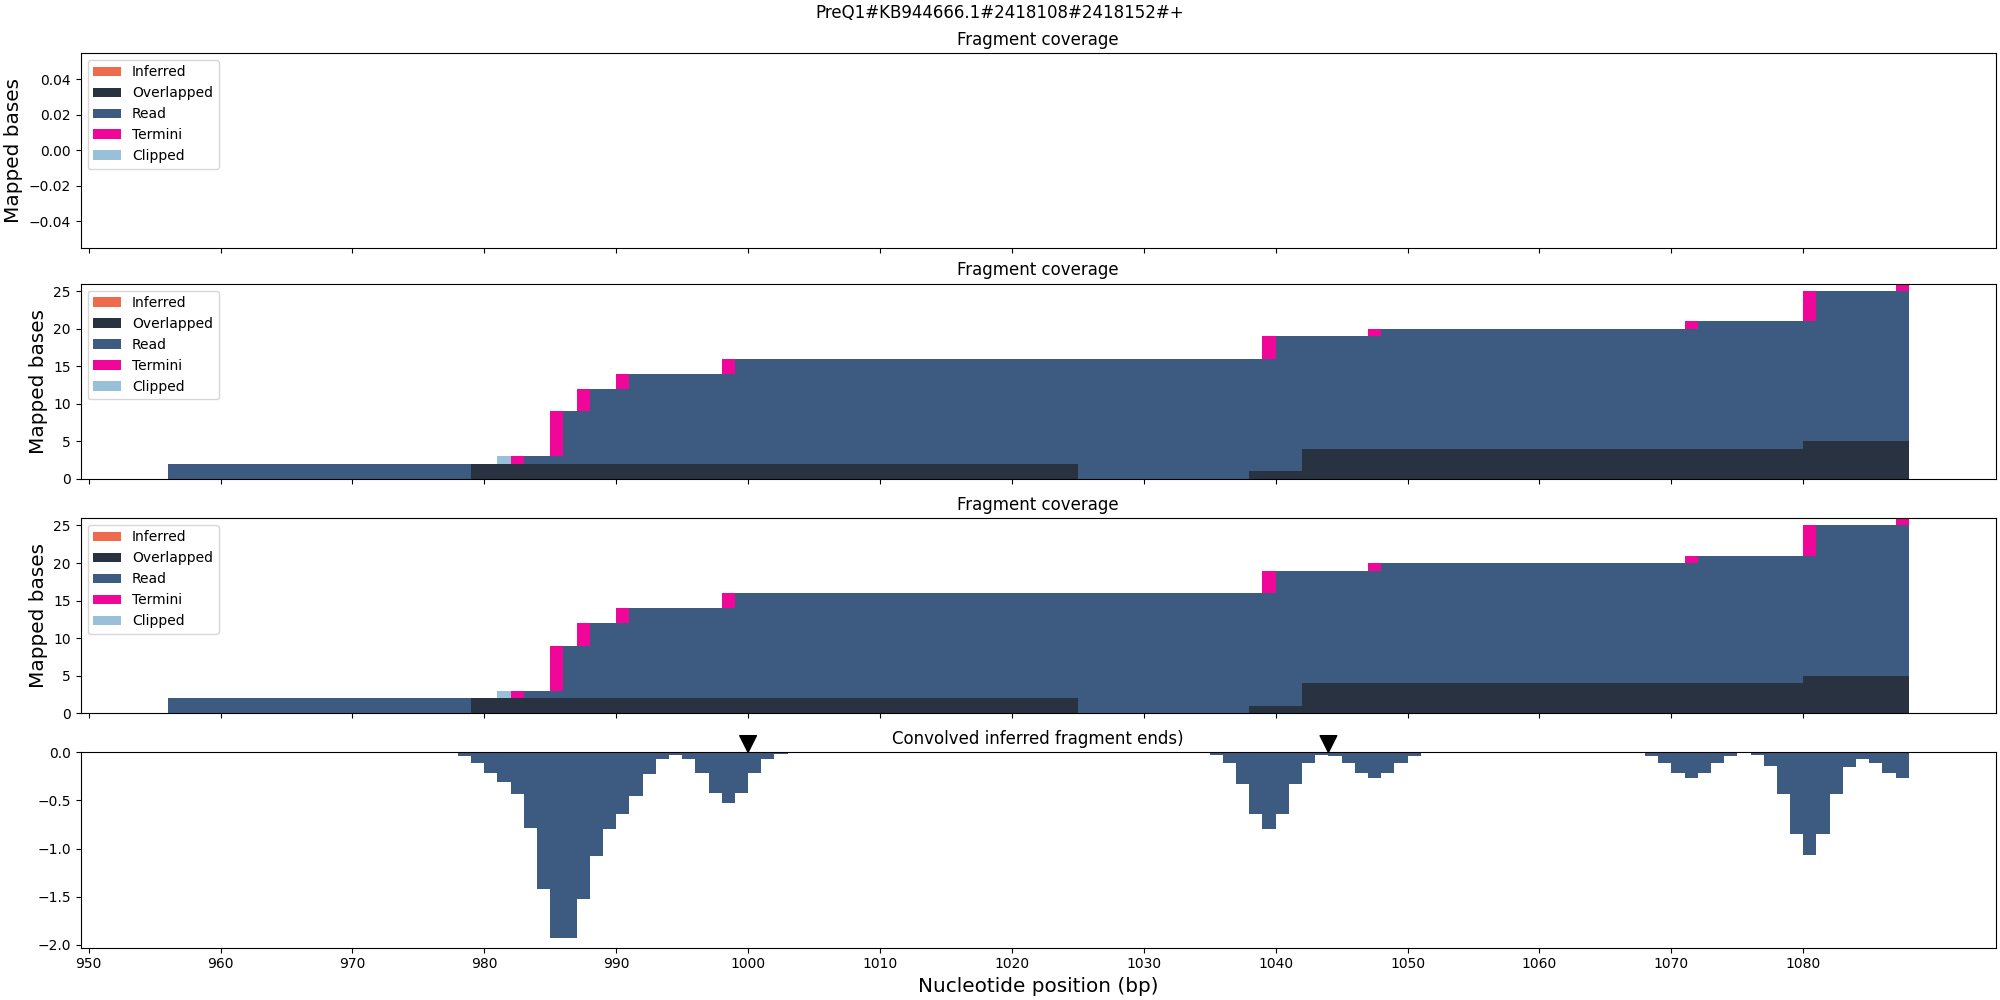 PreQ1#KB944666.1#2418108#2418152#+
Fragment coverage
Mapped bases
0.04
0.02
0.00
−0.02
−0.04
Inferred
Overlapped
Read
Termini
Clipped
Fragment coverage
Mapped bases
25
20
15
10
5
0
Inferred
Overlapped
Read
Termini
Clipped
Fragment coverage
Mapped bases
25
20
15
10
5
0
Inferred
Overlapped
Read
Termini
Clipped
Convolved inferred fragment ends)
0.0
−0.5
−1.0
−1.5
−2.0
950 960 970 980 990 1000 1010 1020 1030 1040 1050 1060 1070 1080
Nucleotide position (bp)